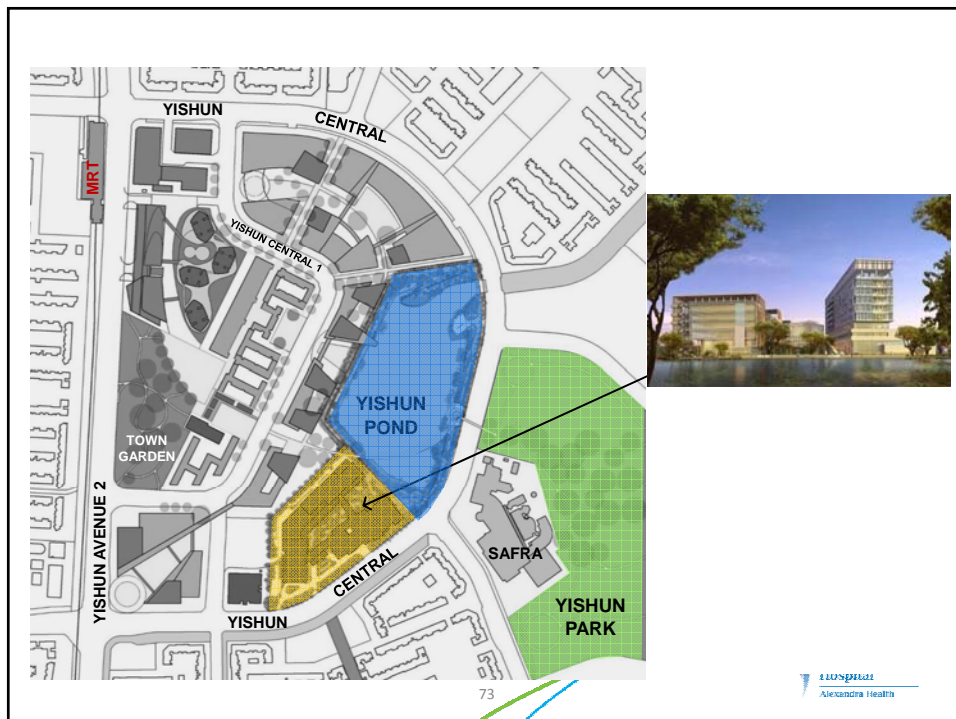 YISHUN
CENTRAL
MRT
YISHUN CENTRAL 1
YISHUN
POND
TOWN
GARDEN
YISHUN AVENUE 2
SAFRA
CENTRAL
YISHUN
YISHUN
PARK
73
Hospital
Alexandra Health